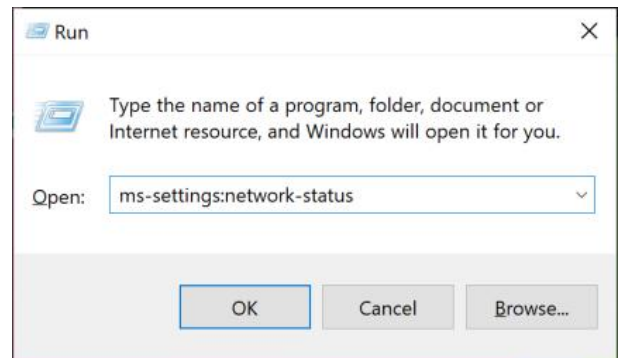 Run
Type the name of a program, folder, document or
Internet resource, and Windows will open it for you.
Open: ms-settings:network-status
OK Cancel Browse...